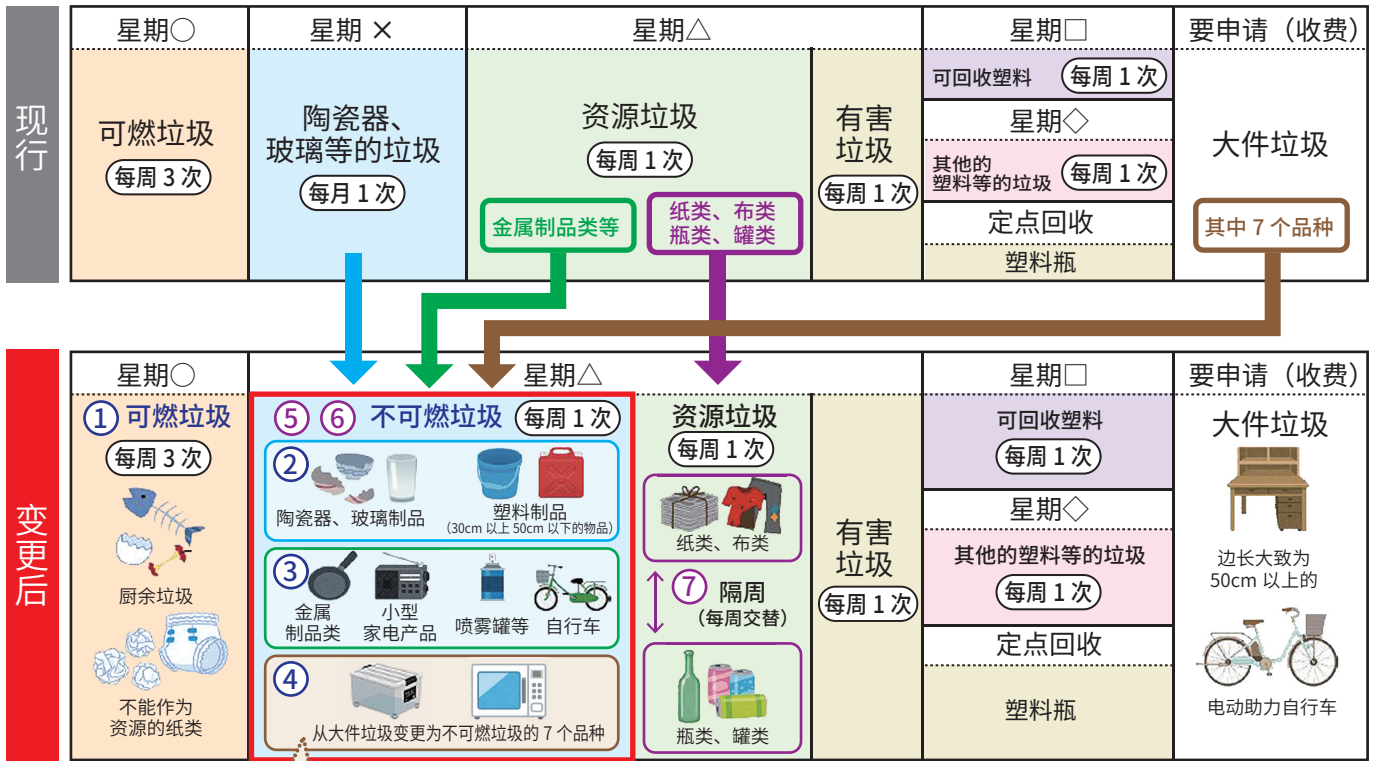 现行
星期○
星期 ×
星期△
星期□
要申请（收费）
可燃垃圾
每周 3 次
陶瓷器、
玻璃等的垃圾
每月 1 次
资源垃圾
每周 1 次
金属制品类等
纸类、布类
瓶类、罐类
有害
垃圾
每周 1 次
可回收塑料
每周 1 次
星期◇
其他的
塑料等的垃圾
每周 1 次
定点回收
塑料瓶
大件垃圾
其中 7 个品种
变更后
星期○
星期△
星期□
要申请（收费）
① 可燃垃圾
每周 3 次
厨余垃圾
不能作为
资源的纸类
⑤ ⑥ 不可燃垃圾
每周 1 次
②
陶瓷器、玻璃制品
塑料制品
（30cm 以上 50cm 以下的物品）
③
金属
制品类
小型
家电产品
喷雾罐等
自行车
④
从大件垃圾变更为不可燃垃圾的 7 个品种
资源垃圾
每周 1 次
纸类、布类
⑦ 隔周
（每周交替）
瓶类、罐类
有害
垃圾
每周 1 次
可回收塑料
每周 1 次
星期◇
其他的塑料等的垃圾
每周 1 次
定点回收
塑料瓶
大件垃圾
边长大致为
50cm 以上的
电动助力自行车